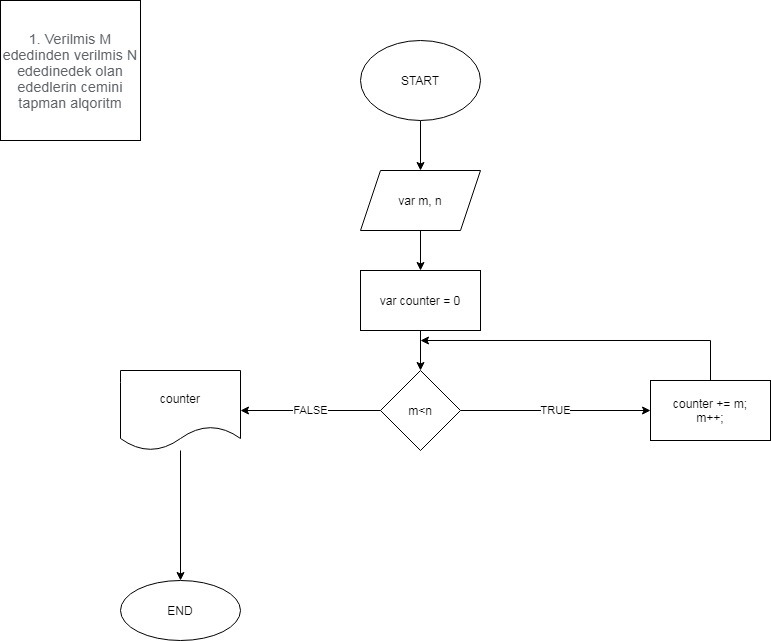 1. Verilmis M
ededinden verilmis N
ededinedek olan
ededlerin cemini
tapman alqoritm
START
var m, n
var counter = 0
counter
FALSE
m<n
TRUE
counter += m;
m++;
END